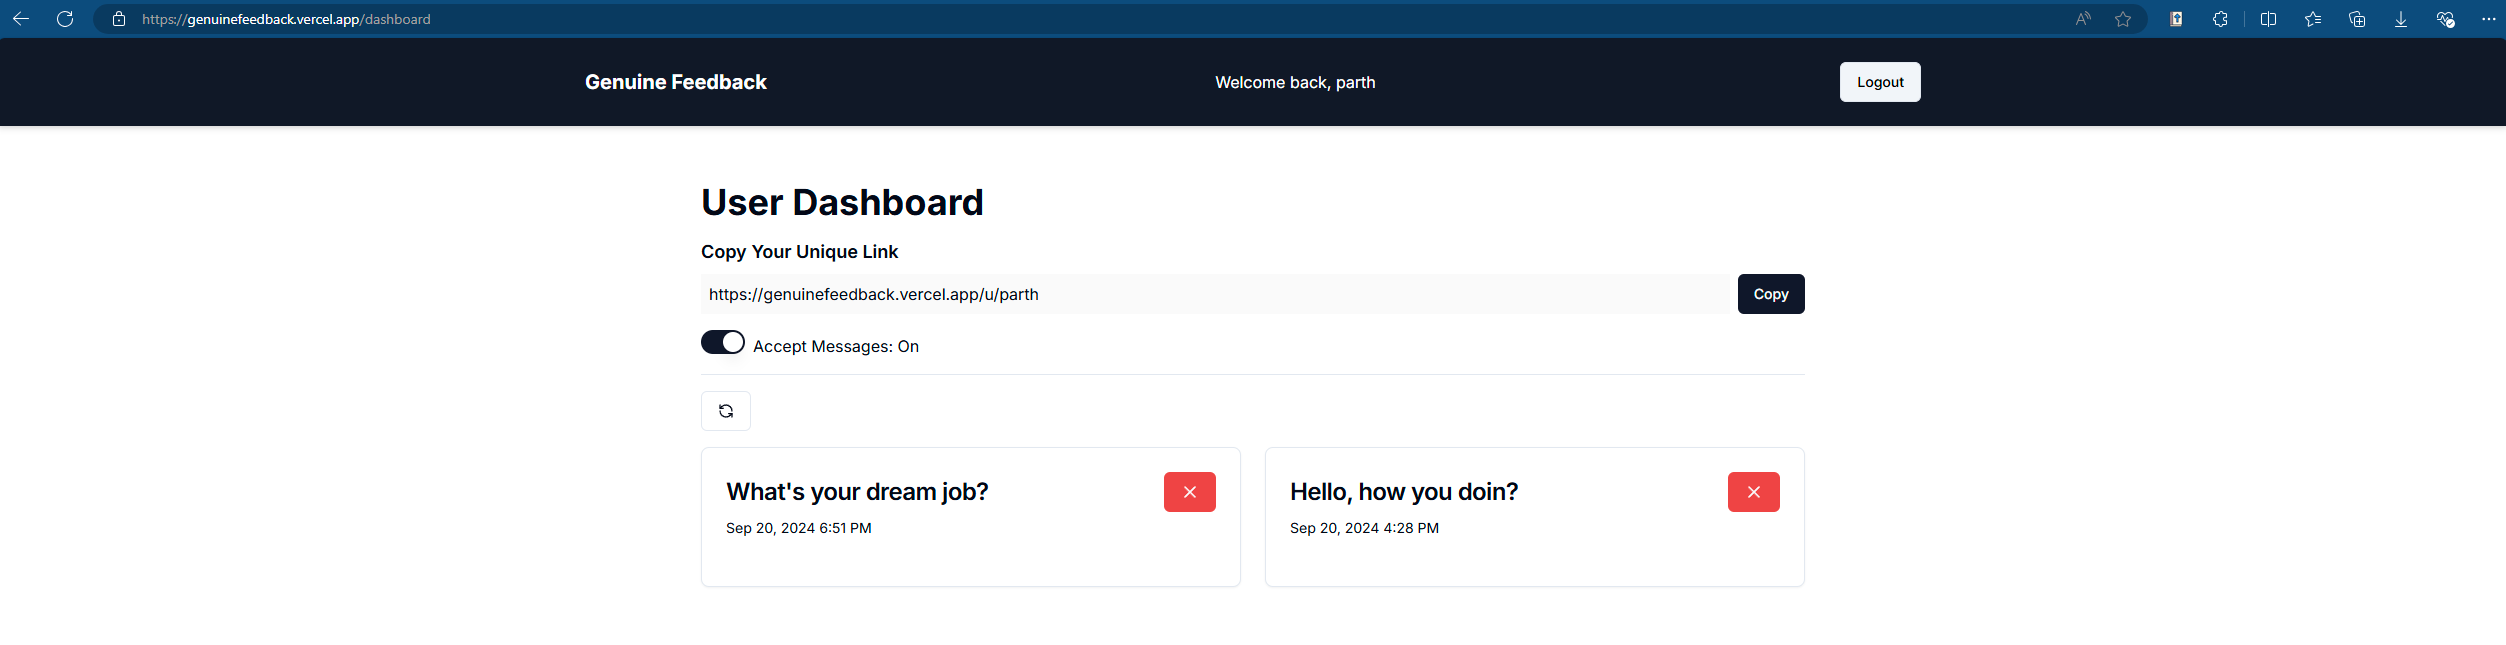 https://genuinefeedback.vercel.app/dashboard
Genuine Feedback
Welcome back, parth
Logout
User Dashboard
Copy Your Unique Link
https://genuinefeedback.vercel.app/u/parth
Copy
Accept Messages: On
What's your dream job?
Sep 20, 2024 6:51 PM
Hello, how you doin?
Sep 20, 2024 4:28 PM